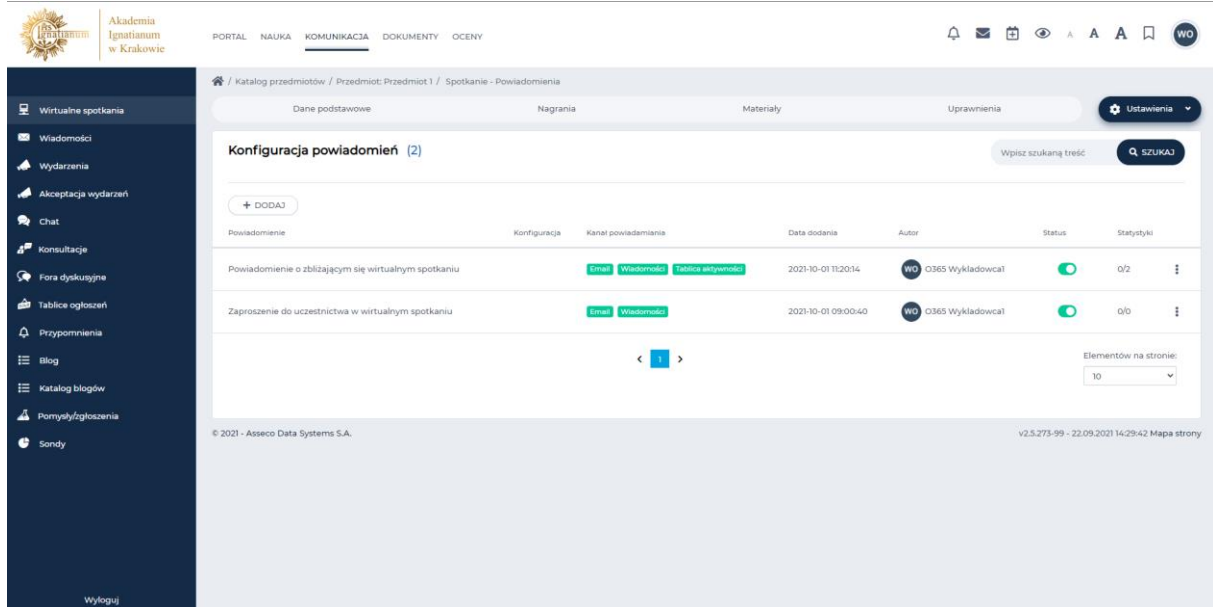 As
Ignatianum
Akademia
Ignatianum
w Krakowie
PORTAL NAUKA KOMUNIKACJA DOKUMENTY OCENY
A A A WO
/ Katalog przedmiotów / Przedmiot: Przedmiot 1 / Spotkanie - Powiadomienia
Wirtualne spotkania
Wiadomości
Wydarzenia
Akceptacja wydarzeń
Chat
Konsultacje
Fora dyskusyjne
Tablice ogłoszeń
Przypomnienia
Blog
Katalog blogów
Pomysły/zgłoszenia
Sondy
Wyloguj
Dane podstawowe Nagrania Materiały Uprawnienia Ustawienia
Konfiguracja powiadomień (2)
Wpisz szukaną treść SZUKAJ
+ DODAJ
Powiadomienie Konfiguracja Kanał powiadamiania Data dodania Autor Status Statystyki
Powiadomienie o zbliżającym się wirtualnym spotkaniu Email Wiadomości Tablica aktywności 2021-10-01 11:20:14 WO O365 Wykladowca1 0/2
Zaproszenie do uczestnictwa w wirtualnym spotkaniu Email Wiadomości 2021-10-01 09:00:40 WO O365 Wykladowca1 0/0
1
Elementów na stronie:
10
© 2021 - Asseco Data Systems S.A. v2.5.273-99 - 22.09.2021 14:29:42 Mapa strony